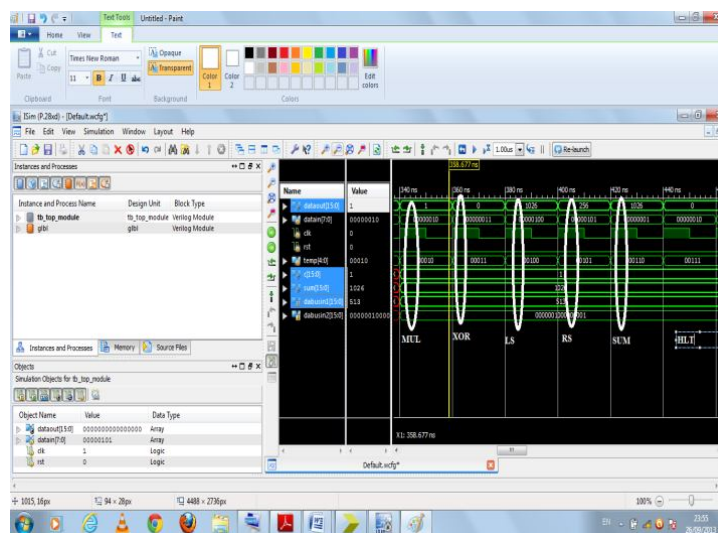 Text Tools Untitled - Paint
Home View Text
Cut
Copy
Paste
Times New Roman
11 B I U abc
Opaque
Transparent
Color 1
Color 2
Edit colors
Clipboard Font Background Colors
ISim (P.28xd) - [Default.wcfg*]
File Edit View Simulation Window Layout Help
1.00us Re-launch
Instances and Processes
Instance and Process Name Design Unit Block Type
tb_top_module tb_top_module Verilog Module
glbl glbl Verilog Module
Instances and Processes Memory Source Files
Objects
Simulation Objects for tb_top_module
Object Name Value Data Type
dataout[15:0] 0000000000000000 Array
datain[7:0] 00000101 Array
clk 1 Logic
rst 0 Logic
358.677 ns
Name Value
340 ns 360 ns 380 ns 400 ns 420 ns 440 ns
dataout[15:0] 1 1 0 1026 256 1026 0
datain[7:0] 00000010
clk 0
rst 0
temp[4:0] 00010 00011 00100 00101 00110 00111
c[15:0] 1
sum[15:0] 1026
dabusin1[15:0] 513
dabusin2[15:0] 00000010000
MUL XOR LS RS SUM HLT
X1: 358.677 ns
Default.wcfg*
1015, 16px 94 × 28px 4488 × 2736px 100%
EN 23:55
26/09/2013